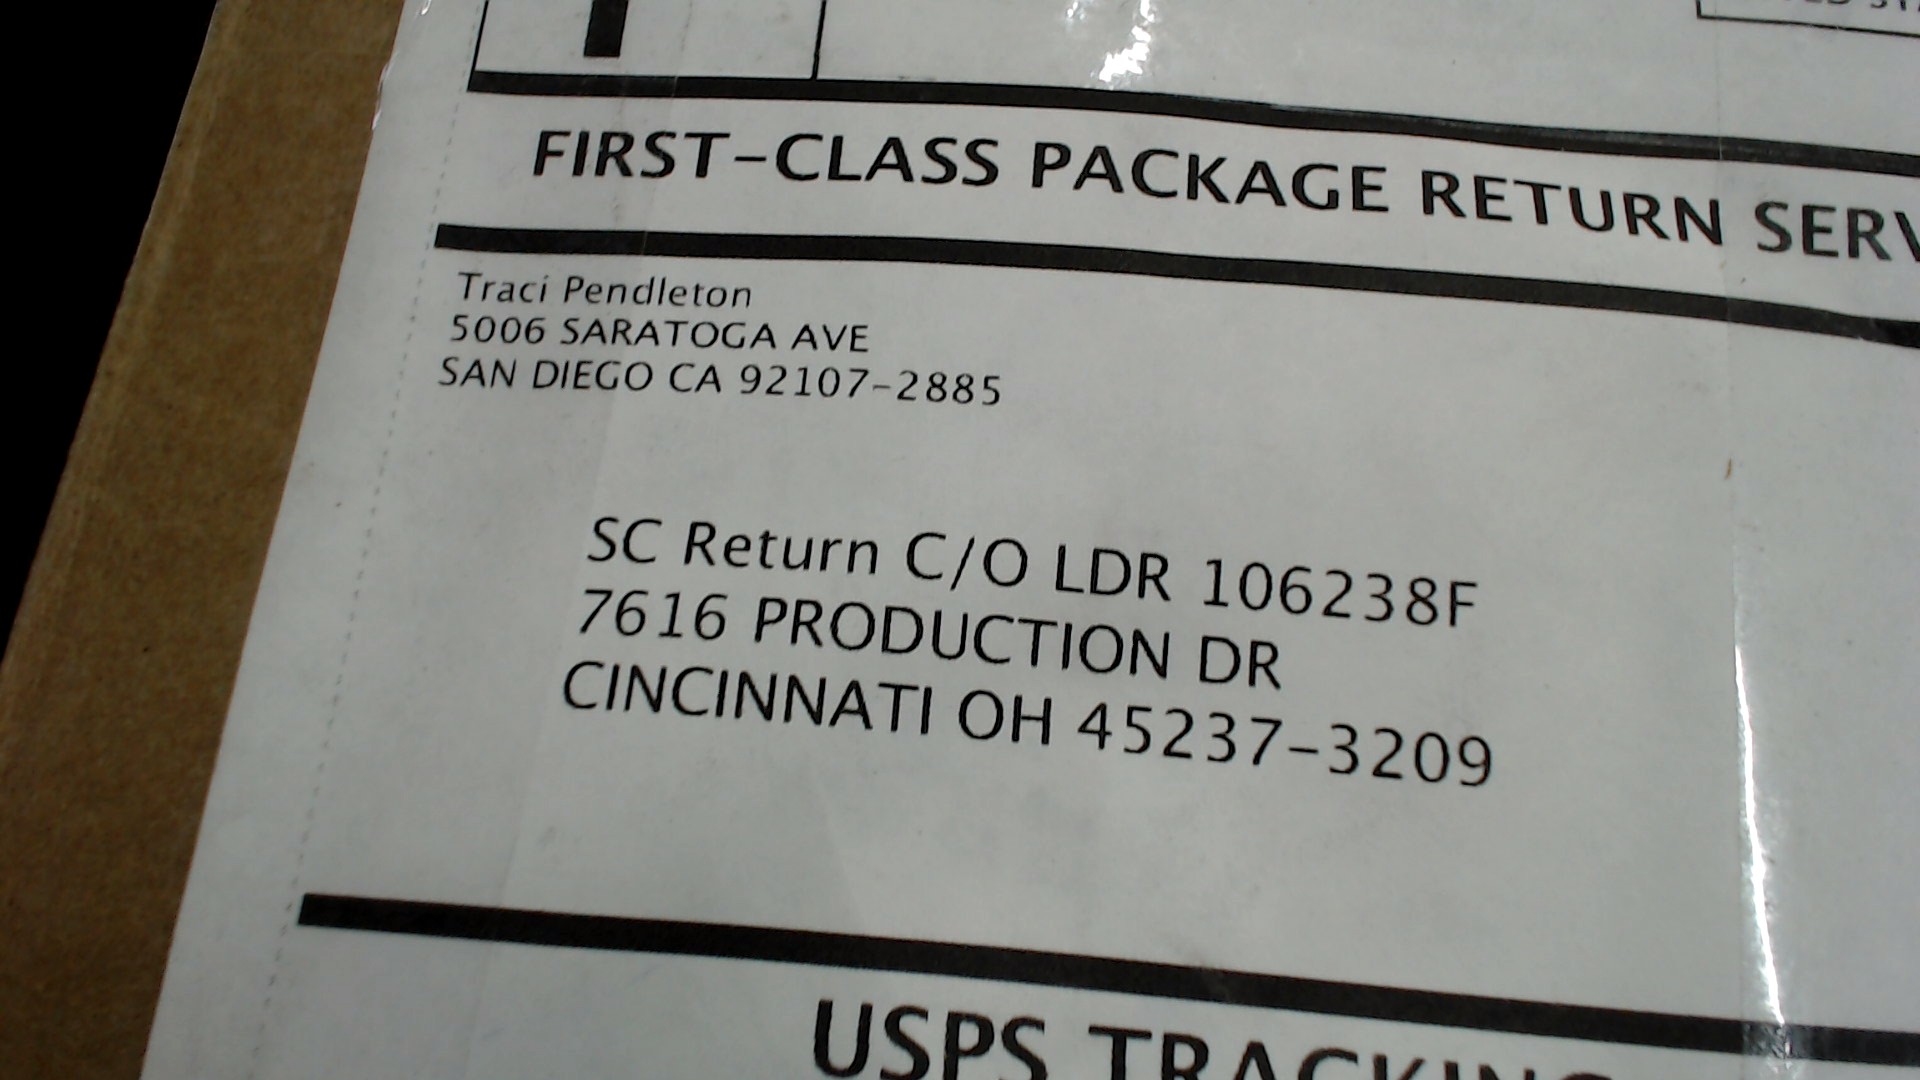 FIRST-CLASS PACKAGE RETURN
Traci Pendleton
5006 SARATOGA AVE
SAN DIEGO CA 92107-2885
SC Return C/O LDR 106238F
7616 PRODUCTION DR
CINCINNATI OH 45237-3209
USPS TRACKING